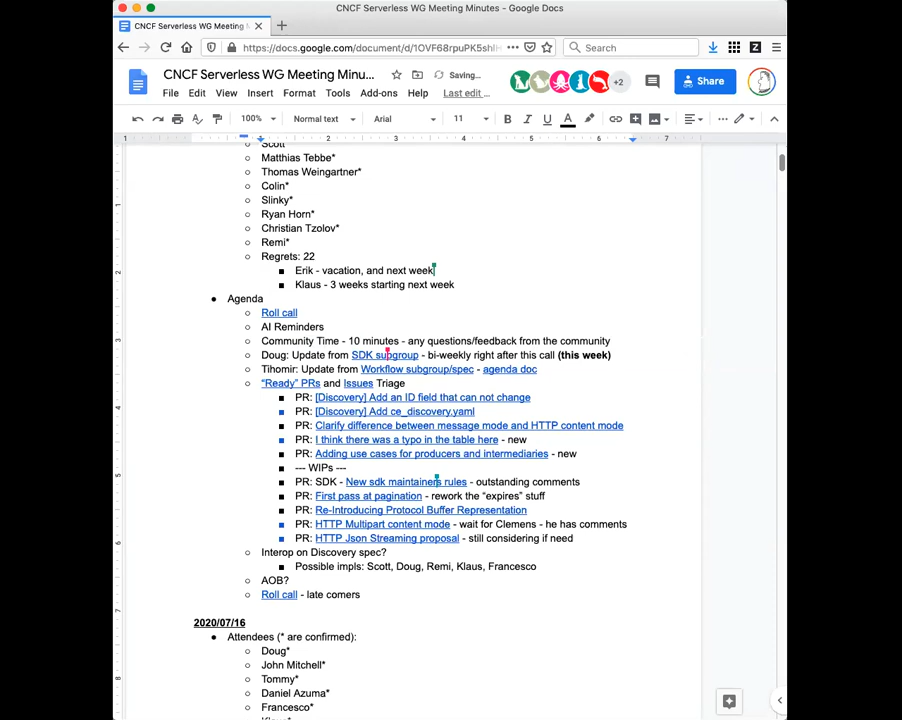 CNCF Serverless WG Meeting Minutes - Google Docs
CNCF Serverless WG Meeting M
https://docs.google.com/document/d/1OVF68rpuPK5shl
Search
CNCF Serverless WG Meeting Minu...
Saving...
+2
Share
File Edit View Insert Format Tools Add-ons Help Last edit ...
100% Normal text Arial 11 B I U A
1 1 2 3 4 5 6 7
Scott
Matthias Tebbe*
Thomas Weingartner*
Colin*
Slinky*
Ryan Horn*
Christian Tzolov*
Remi*
Regrets: 22
Erik - vacation, and next week
Klaus - 3 weeks starting next week
Agenda
Roll call
AI Reminders
Community Time - 10 minutes - any questions/feedback from the community
Doug: Update from SDK subgroup - bi-weekly right after this call (this week)
Tihomir: Update from Workflow subgroup/spec - agenda doc
“Ready” PRs and Issues Triage
PR: [Discovery] Add an ID field that can not change
PR: [Discovery] Add ce_discovery.yaml
PR: Clarify difference between message mode and HTTP content mode
PR: I think there was a typo in the table here - new
PR: Adding use cases for producers and intermediaries - new
--- WIPs ---
PR: SDK - New sdk maintainers rules - outstanding comments
PR: First pass at pagination - rework the “expires” stuff
PR: Re-Introducing Protocol Buffer Representation
PR: HTTP Multipart content mode - wait for Clemens - he has comments
PR: HTTP Json Streaming proposal - still considering if need
Interop on Discovery spec?
Possible impls: Scott, Doug, Remi, Klaus, Francesco
AOB?
Roll call - late comers
2020/07/16
Attendees (* are confirmed):
Doug*
John Mitchell*
Tommy*
Daniel Azuma*
Francesco*